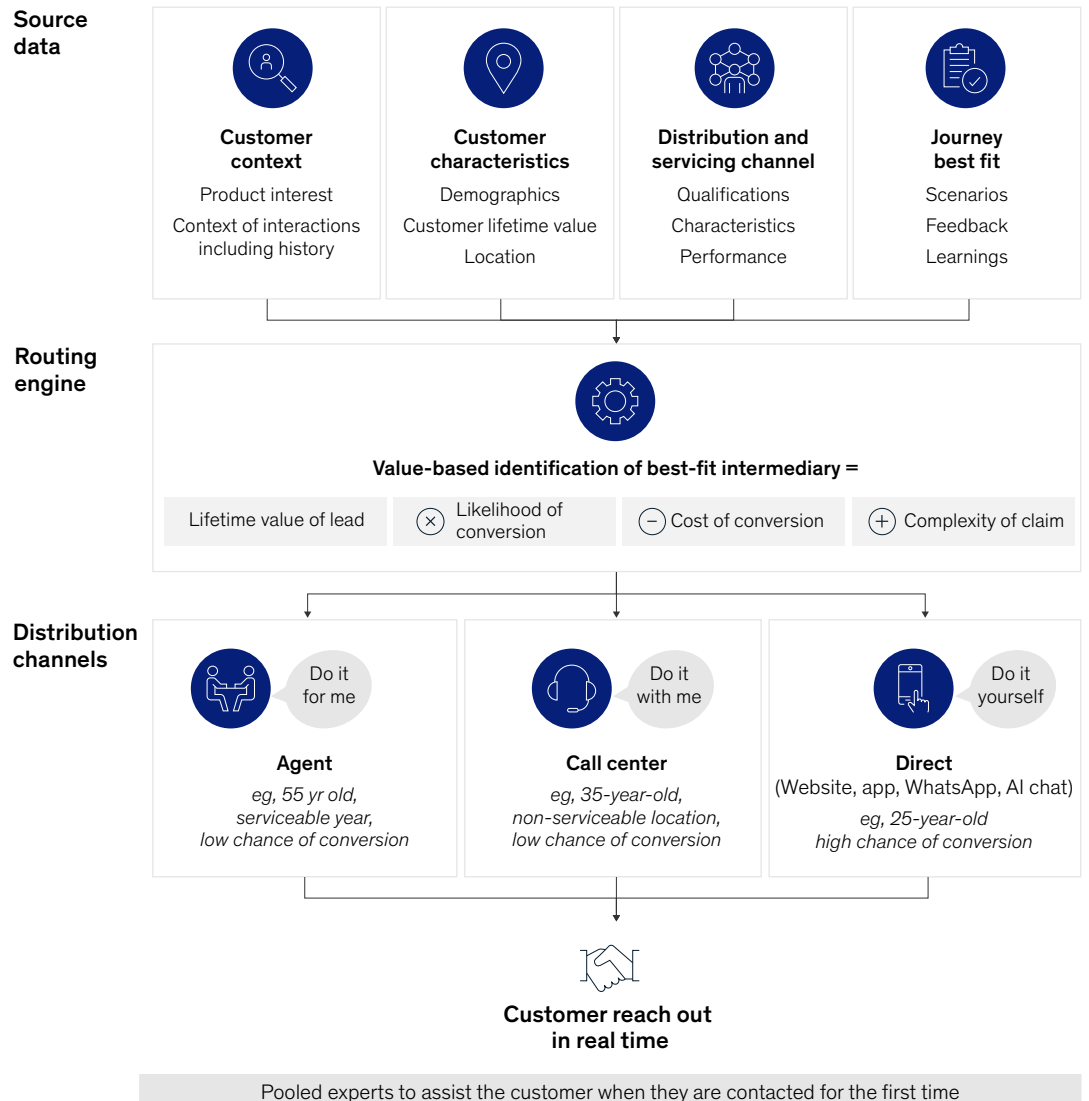 Source
data
Customer
context
Product interest
Context of interactions
including history
Customer
characteristics
Demographics
Customer lifetime value
Location
Distribution and
servicing channel
Qualifications
Characteristics
Performance
Journey
best fit
Scenarios
Feedback
Learnings
Routing
engine
Value-based identification of best-fit intermediary =
Lifetime value of lead
× Likelihood of
conversion
− Cost of conversion
+ Complexity of claim
Distribution
channels
Do it
for me
Agent
eg, 55 yr old,
serviceable year,
low chance of conversion
Do it
with me
Call center
eg, 35-year-old,
non-serviceable location,
low chance of conversion
Do it
yourself
Direct
(Website, app, WhatsApp, AI chat)
eg, 25-year-old
high chance of conversion
Customer reach out
in real time
Pooled experts to assist the customer when they are contacted for the first time